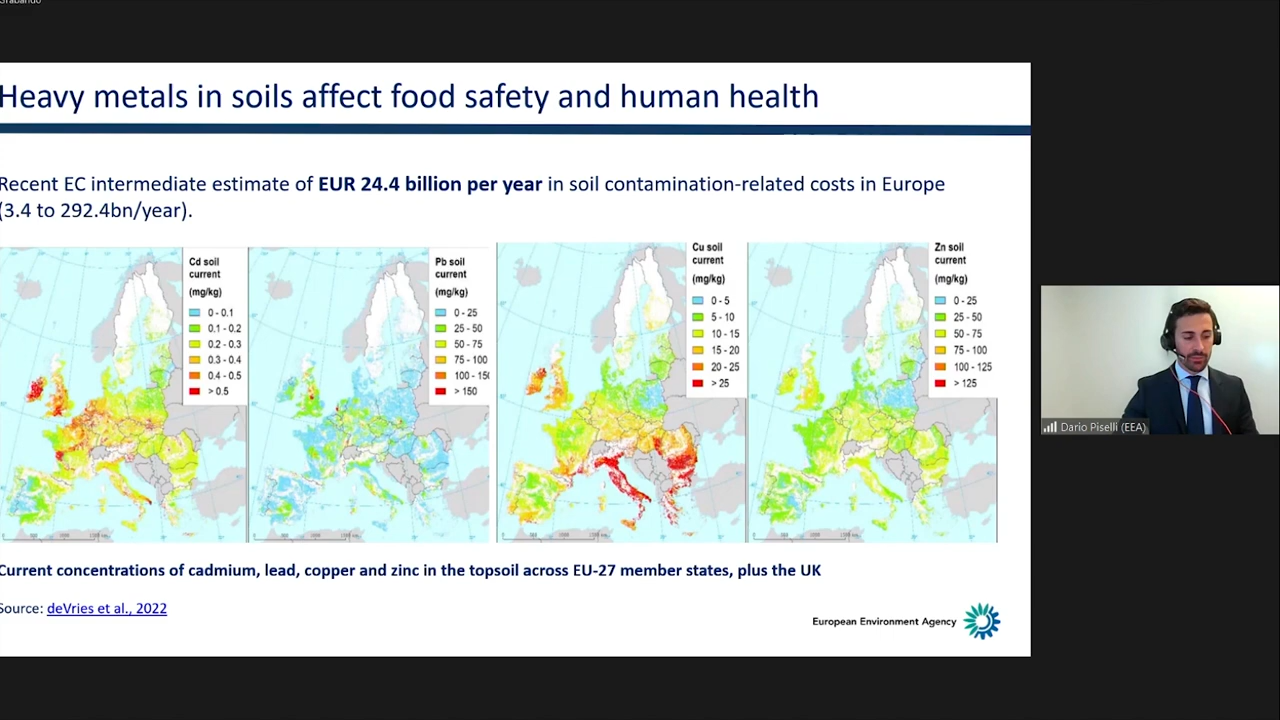 Grabando
Heavy metals in soils affect food safety and human health
Recent EC intermediate estimate of EUR 24.4 billion per year in soil contamination-related costs in Europe
(3.4 to 292.4bn/year).
Cd soil
current
(mg/kg)
0 - 0.1
0.1 - 0.2
0.2 - 0.3
0.3 - 0.4
0.4 - 0.5
> 0.5
Pb soil
current
(mg/kg)
0 - 25
25 - 50
50 - 75
75 - 100
100 - 150
> 150
Cu soil
current
(mg/kg)
0 - 5
5 - 10
10 - 15
15 - 20
20 - 25
> 25
Zn soil
current
(mg/kg)
0 - 25
25 - 50
50 - 75
75 - 100
100 - 125
> 125
Current concentrations of cadmium, lead, copper and zinc in the topsoil across EU-27 member states, plus the UK
Source: deVries et al., 2022
European Environment Agency
Dario Piselli (EEA)